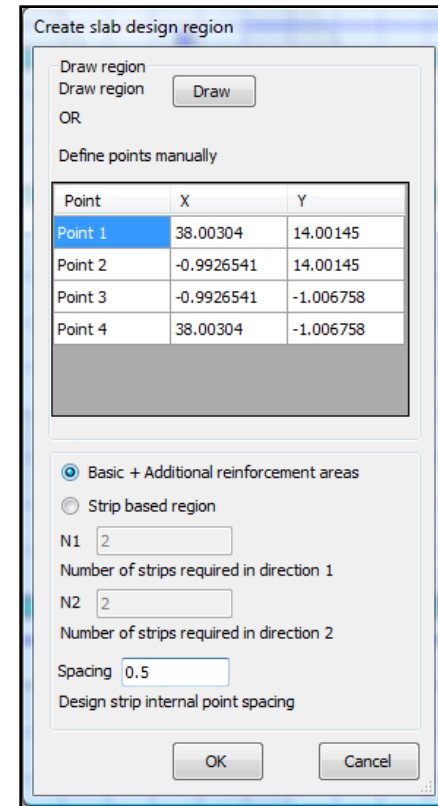 Create slab design region
Draw region
Draw region Draw
OR
Define points manually
Point X Y
Point 1 38.00304 14.00145
Point 2 -0.9926541 14.00145
Point 3 -0.9926541 -1.006758
Point 4 38.00304 -1.006758
Basic + Additional reinforcement areas
Strip based region
N1 2
Number of strips required in direction 1
N2 2
Number of strips required in direction 2
Spacing 0.5
Design strip internal point spacing
OK Cancel